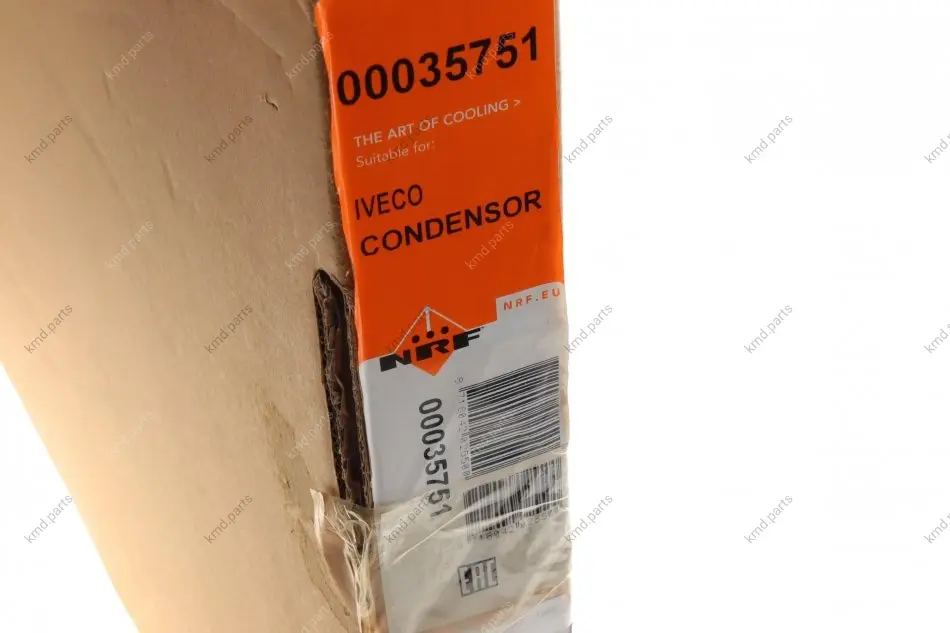 00035751
THE ART OF COOLING >
Suitable for:
IVECO
CONDENSOR
NRF.EU
NRF
00035751
EAC
kmd.parts